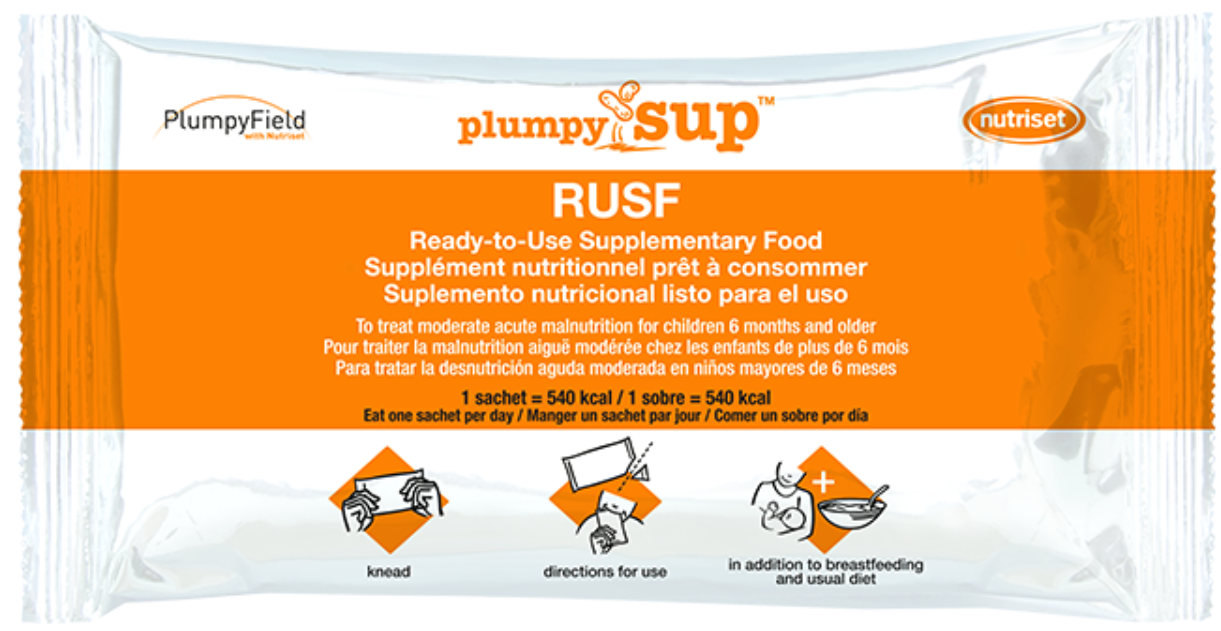 PlumpyField
with Nutriset
plumpy sup™
nutriset
RUSF
Ready-to-Use Supplementary Food
Supplément nutritionnel prêt à consommer
Suplemento nutricional listo para el uso
To treat moderate acute malnutrition for children 6 months and older
Pour traiter la malnutrition aiguë modérée chez les enfants de plus de 6 mois
Para tratar la desnutrición aguda moderada en niños mayores de 6 meses
1 sachet = 540 kcal / 1 sobre = 540 kcal
Eat one sachet per day / Manger un sachet par jour / Comer un sobre por día
knead
directions for use
in addition to breastfeeding
and usual diet